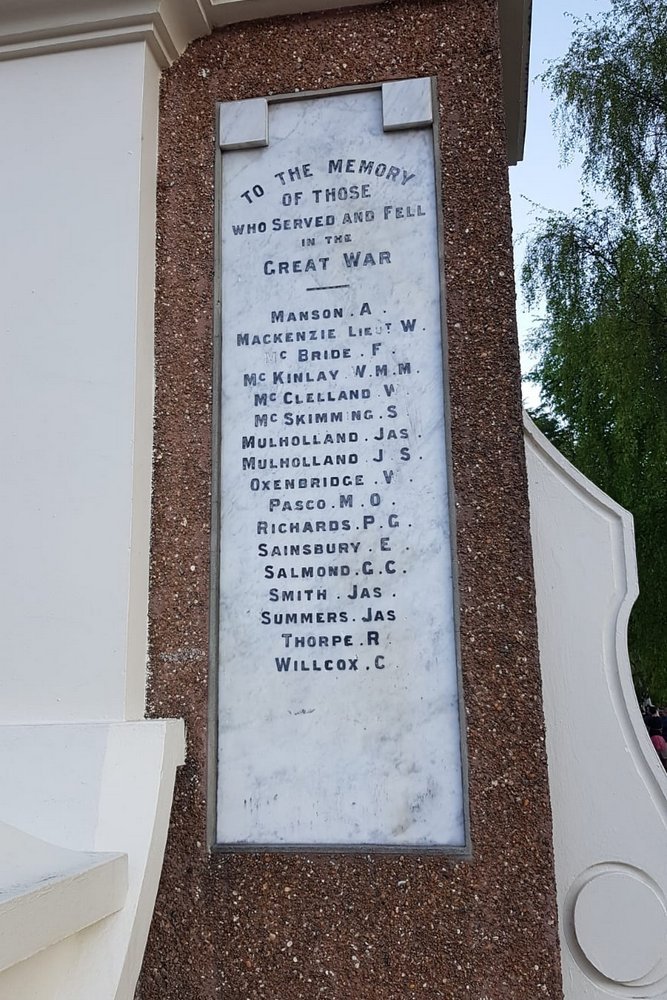 TO THE MEMORY
OF THOSE
WHO SERVED AND FELL
IN THE
GREAT WAR
MANSON . A .
MACKENZIE LIEUT W .
MC BRIDE . F .
MC KINLAY W. M. M .
MC CLELLAND V .
MC SKIMMING . S
MULHOLLAND . JAS .
MULHOLLAND . J S .
OXENBRIDGE . V .
PASCO . M . O .
RICHARDS . P . G .
SAINSBURY . E .
SALMOND . G . C .
SMITH . JAS .
SUMMERS . JAS
THORPE . R
WILLCOX . C